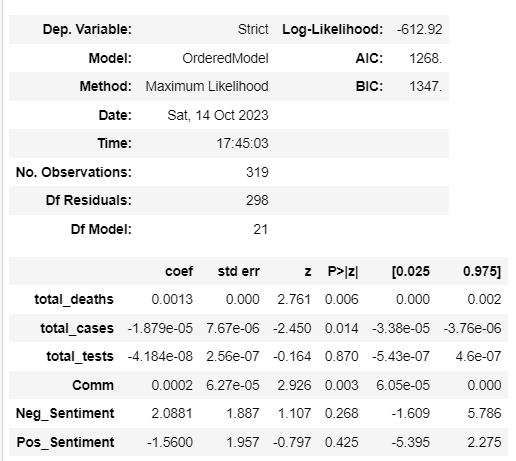 Dep. Variable: Strict Log-Likelihood: -612.92
Model: OrderedModel AIC: 1268.
Method: Maximum Likelihood BIC: 1347.
Date: Sat, 14 Oct 2023
Time: 17:45:03
No. Observations: 319
Df Residuals: 298
Df Model: 21
coef std err z P>|z| [0.025 0.975]
total_deaths 0.0013 0.000 2.761 0.006 0.000 0.002
total_cases -1.879e-05 7.67e-06 -2.450 0.014 -3.38e-05 -3.76e-06
total_tests -4.184e-08 2.56e-07 -0.164 0.870 -5.43e-07 4.6e-07
Comm 0.0002 6.27e-05 2.926 0.003 6.05e-05 0.000
Neg_Sentiment 2.0881 1.887 1.107 0.268 -1.609 5.786
Pos_Sentiment -1.5600 1.957 -0.797 0.425 -5.395 2.275